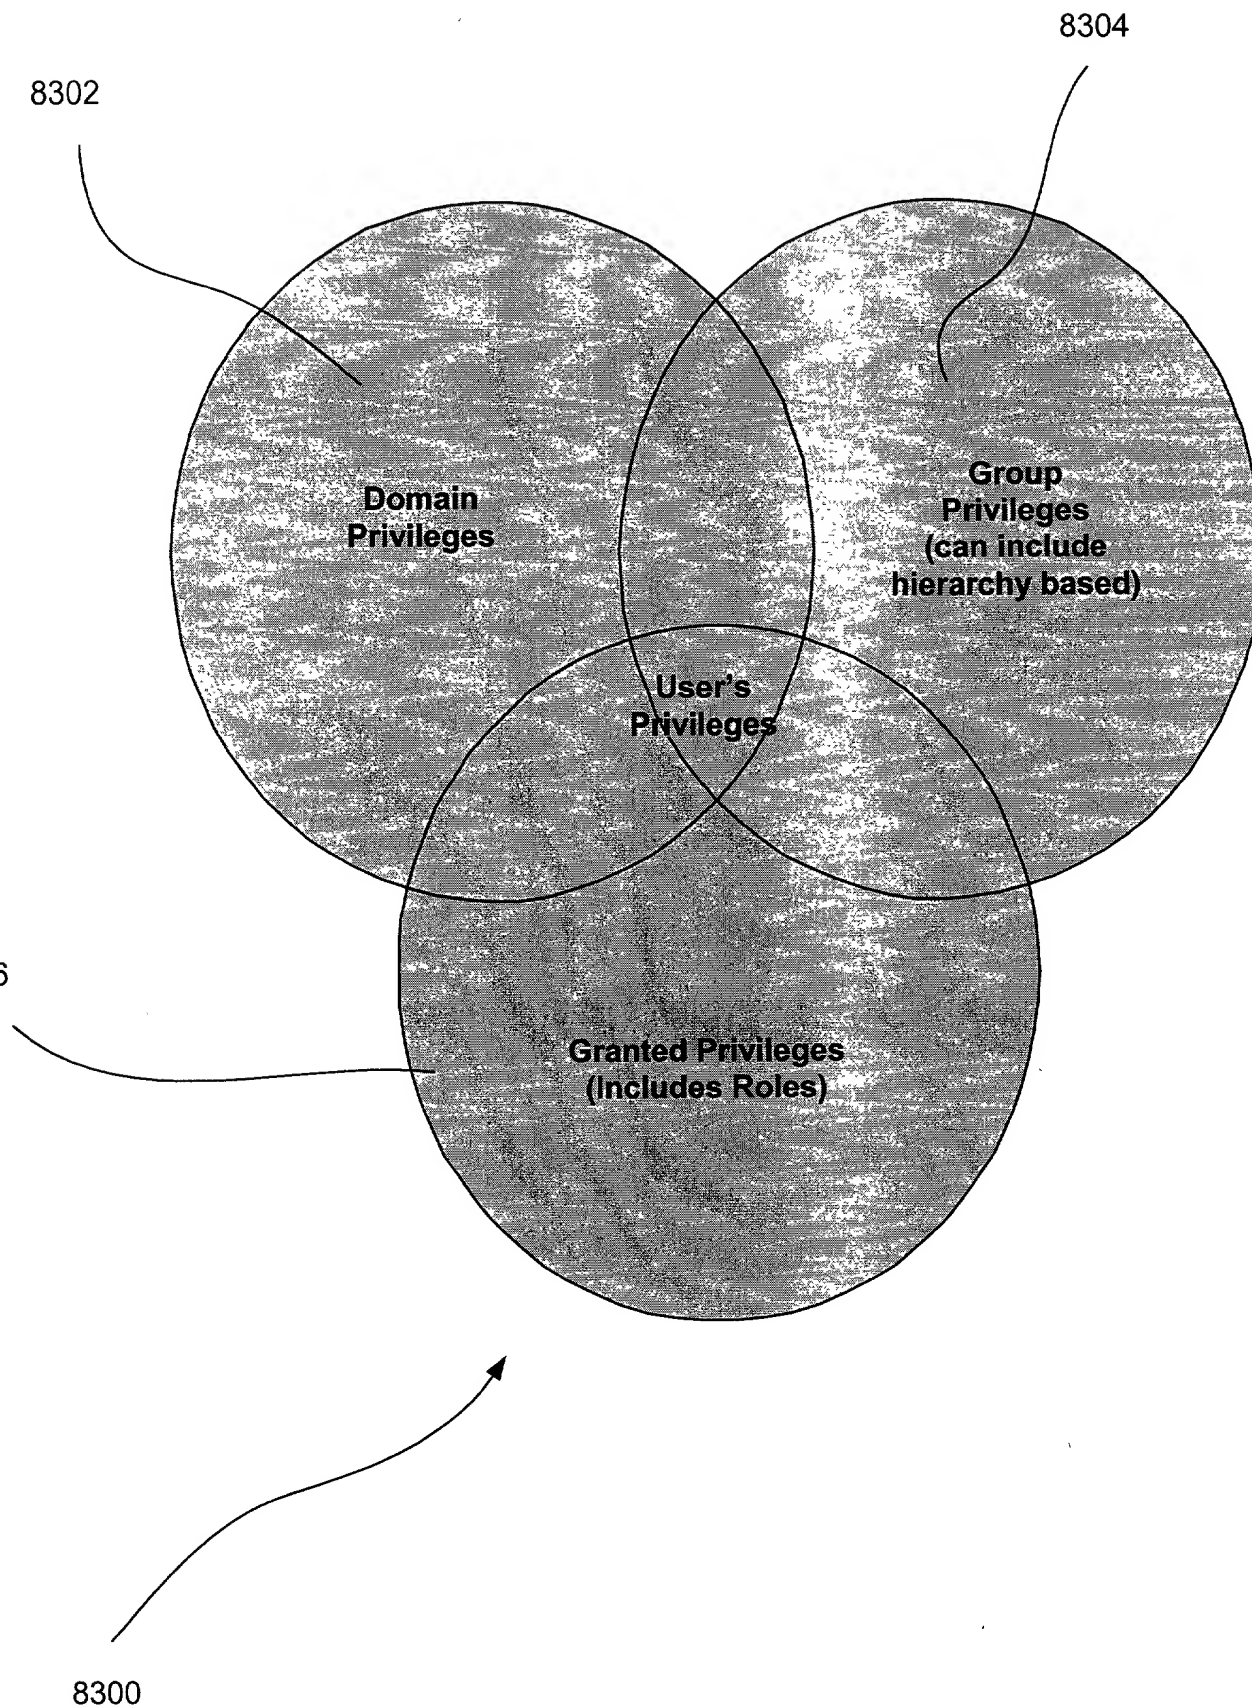 8304
8302
Domain
Privileges
Group
Privileges
(can include
hierarchy based)
User's
Privileges
6
Granted Privileges
(Includes Roles)
8300